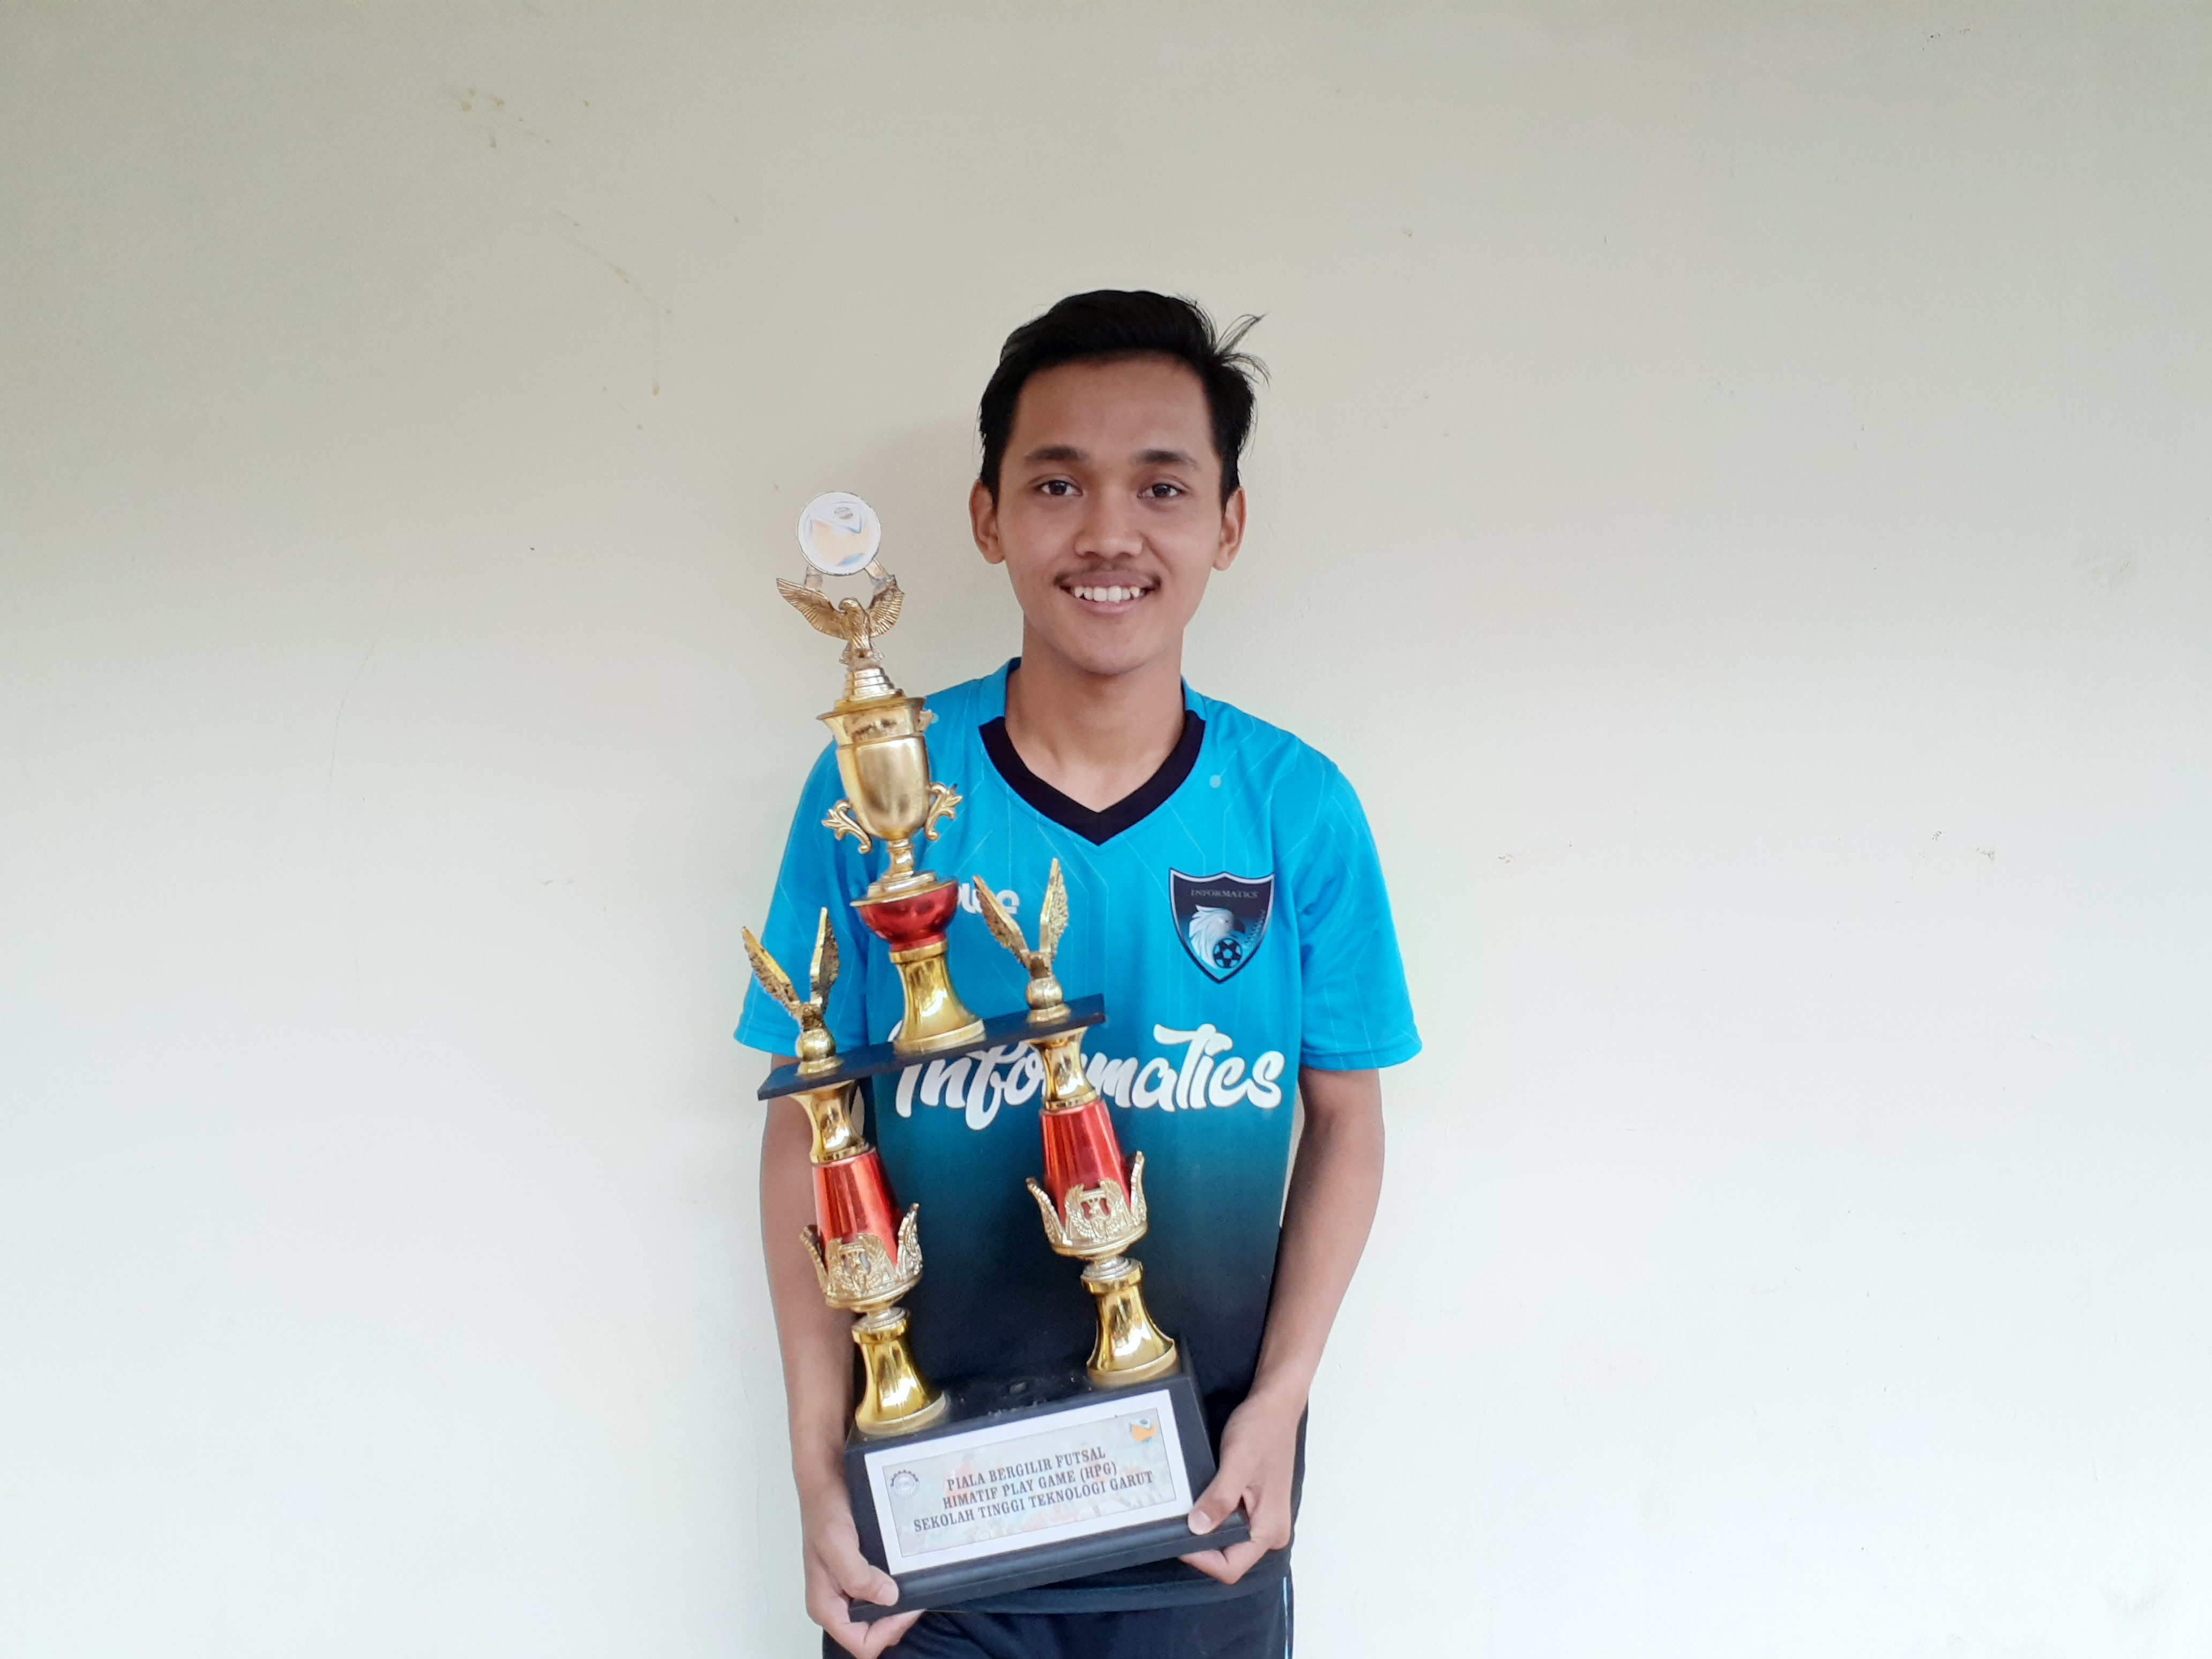 INFORMATICS
Informatics
PIALA BERGILIR FUTSAL
HIMATIF PLAY GAME (HPG)
SEKOLAH TINGGI TEKNOLOGI GARUT